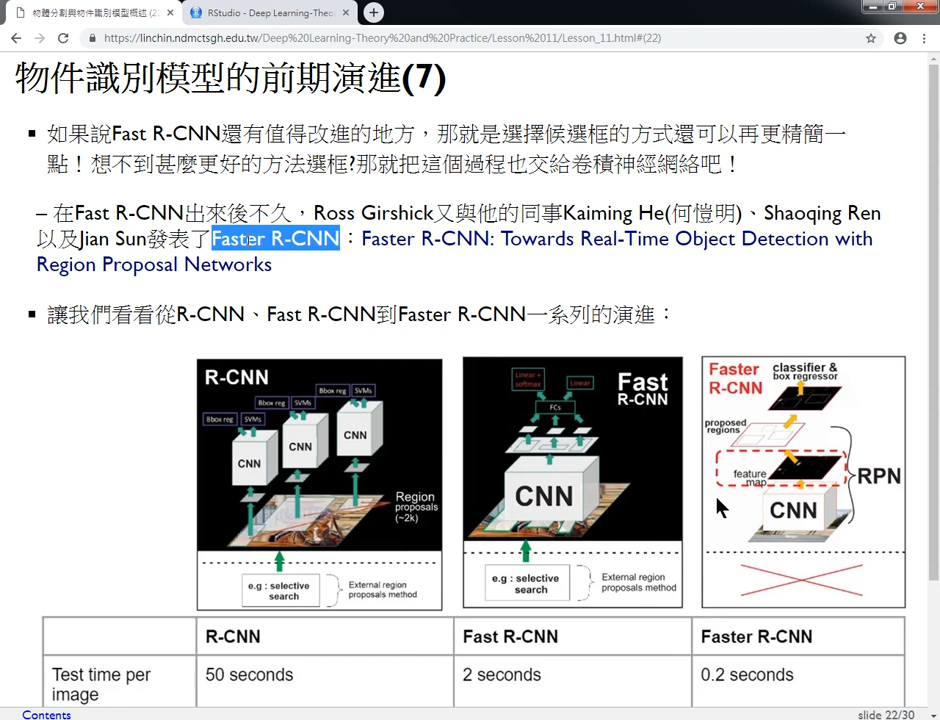 物體分割與物件識別模型概述 (2
RStudio - Deep Learning-Theo
https://linchin.ndmctsgh.edu.tw/Deep%20Learning-Theory%20and%20Practice/Lesson%2011/Lesson_11.html#(22)
物件識別模型的前期演進(7)
如果說Fast R-CNN還有值得改進的地方，那就是選擇候選框的方式還可以再更精簡一
點！想不到甚麼更好的方法選框?那就把這個過程也交給卷積神經網絡吧！
– 在Fast R-CNN出來後不久，Ross Girshick又與他的同事Kaiming He(何愷明)、Shaoqing Ren
以及Jian Sun發表了Faster R-CNN：Faster R-CNN: Towards Real-Time Object Detection with
Region Proposal Networks
讓我們看看從R-CNN、Fast R-CNN到Faster R-CNN一系列的演進：
R-CNN
Bbox reg SVMs
Bbox reg SVMs
Bbox reg SVMs
CNN
CNN
CNN
Region
proposals
(~2k)
e.g : selective
search
External region
proposals method
Fast
R-CNN
Linear +
softmax
Linear
FCs
CNN
e.g : selective
search
External region
proposals method
Faster
R-CNN
classifier &
box regressor
proposed
regions
feature
map
RPN
CNN
R-CNN Fast R-CNN Faster R-CNN
Test time per
image
50 seconds 2 seconds 0.2 seconds
Contents
slide 22/30